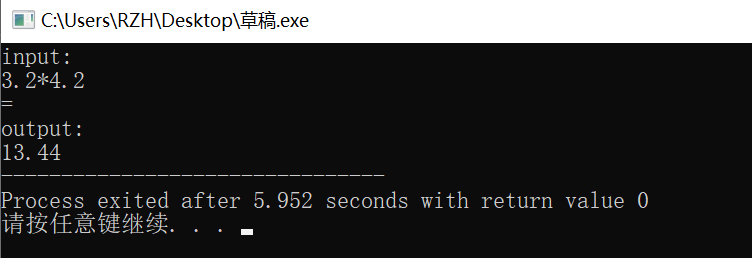 C:\Users\RZH\Desktop\草稿.exe
input:
3.2*4.2
=
output:
13.44
--------------------------------
Process exited after 5.952 seconds with return value 0
请按任意键继续. . .